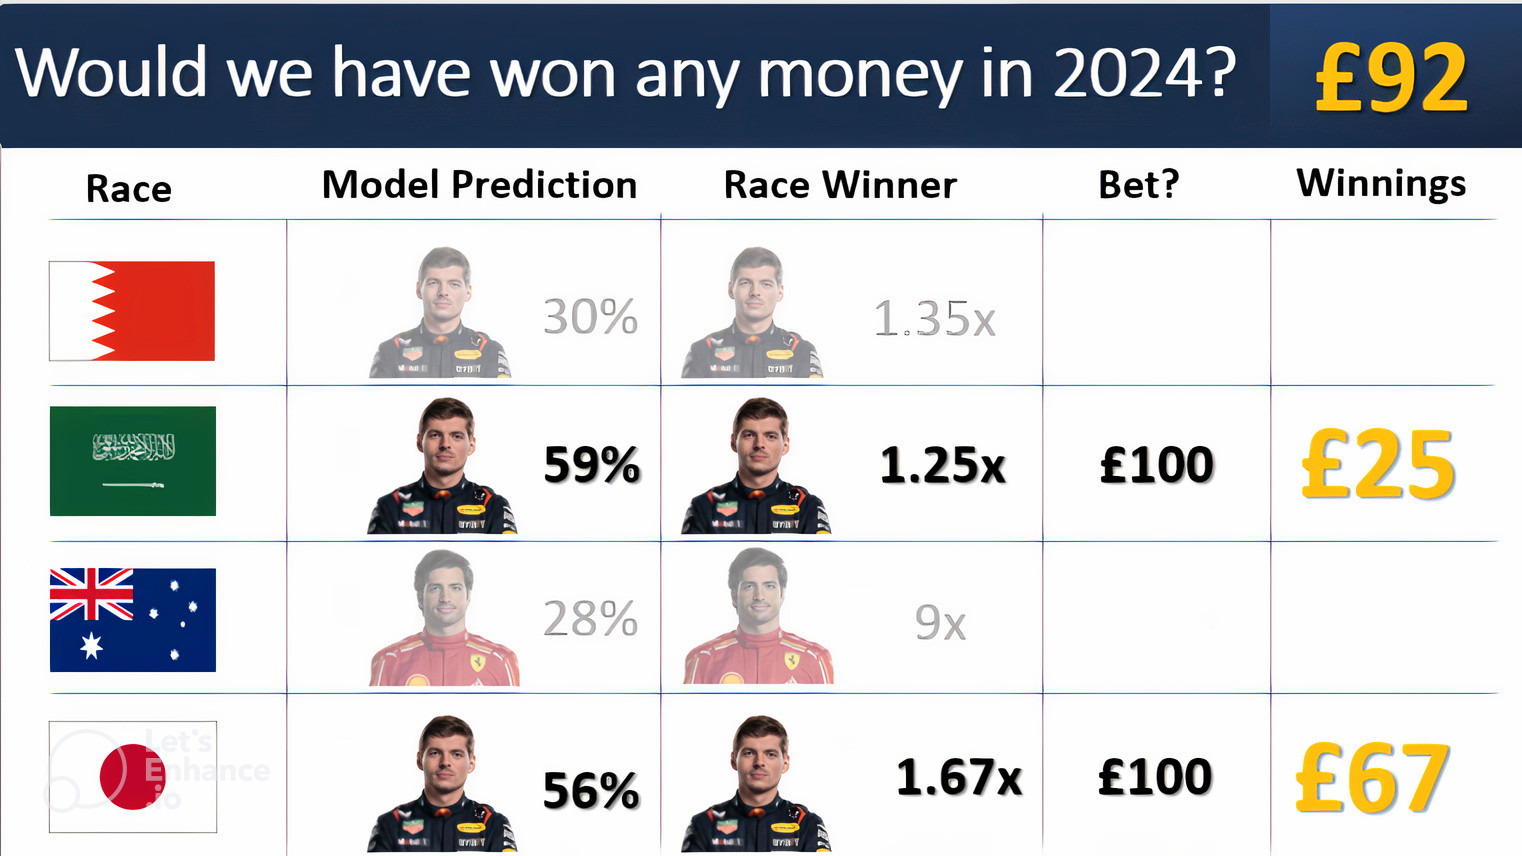 Would we have won any money in 2024? £92
Race Model Prediction Race Winner Bet? Winnings
30% 1.35x
59% 1.25x £100 £25
28% 9x
56% 1.67x £100 £67
Let's
Enhance
.io